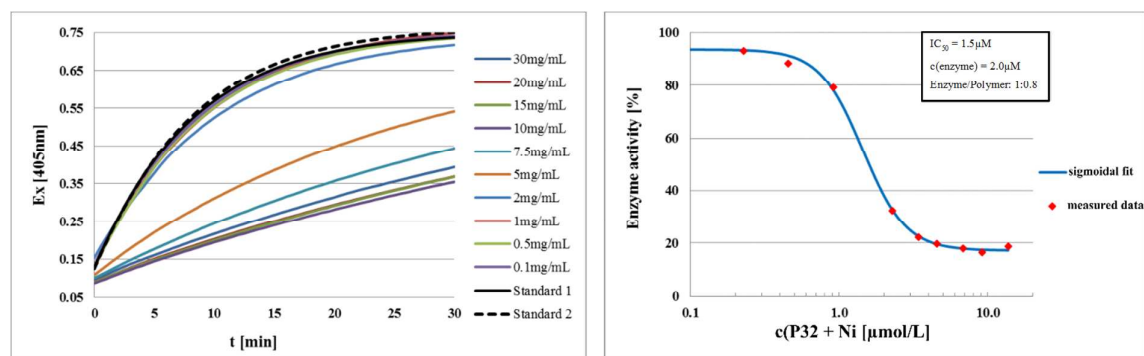 0.75
0.65
0.55
0.45
0.35
0.25
0.15
0.05
Ex [405nm]
0
5
10
15
20
25
30
t [min]
30mg/mL
20mg/mL
15mg/mL
10mg/mL
7.5mg/mL
5mg/mL
2mg/mL
1mg/mL
0.5mg/mL
0.1mg/mL
Standard 1
Standard 2
100
80
60
40
20
0
Enzyme activity [%]
0.1
1.0
10.0
c(P32 + Ni [µmol/L]
IC50 = 1.5µM
c(enzyme) = 2.0µM
Enzyme/Polymer: 1:0.8
sigmoidal fit
measured data